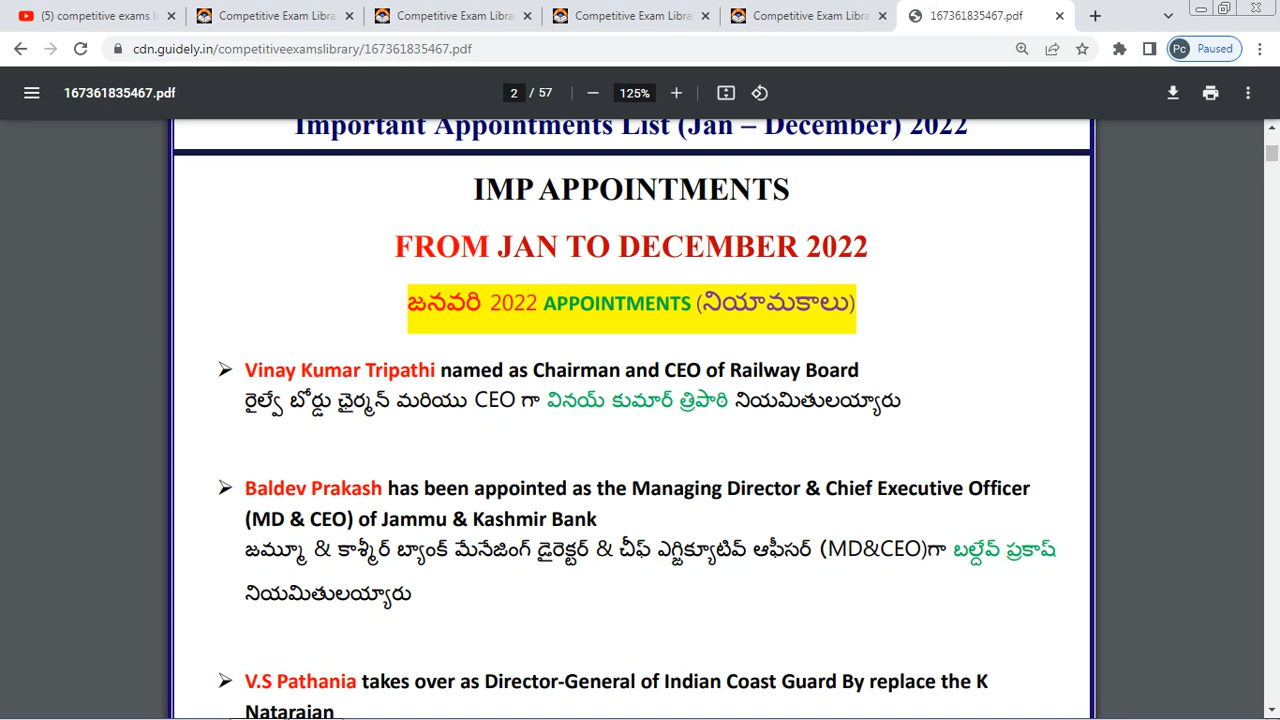 (5) competitive exams li
Competitive Exam Libra
Competitive Exam Libra
Competitive Exam Libra
Competitive Exam Libra
167361835467.pdf
cdn.guidely.in/competitiveexamslibrary/167361835467.pdf
Pc Paused
167361835467.pdf
2 / 57
125%
Important Appointments List (Jan – December) 2022
IMP APPOINTMENTS
FROM JAN TO DECEMBER 2022
జనవరి 2022 APPOINTMENTS (నియామకాలు)
Vinay Kumar Tripathi named as Chairman and CEO of Railway Board
రైల్వే బోర్డు ఛైర్మన్ మరియు CEO గా వినయ్ కుమార్ త్రిపాఠి నియమితులయ్యారు
Baldev Prakash has been appointed as the Managing Director & Chief Executive Officer
(MD & CEO) of Jammu & Kashmir Bank
జమ్మూ & కాశ్మీర్ బ్యాంక్ మేనేజింగ్ డైరెక్టర్ & చీఫ్ ఎగ్జిక్యూటివ్ ఆఫీసర్ (MD&CEO)గా బల్దేవ్ ప్రకాష్
నియమితులయ్యారు
V.S Pathania takes over as Director-General of Indian Coast Guard By replace the K
Natarajan